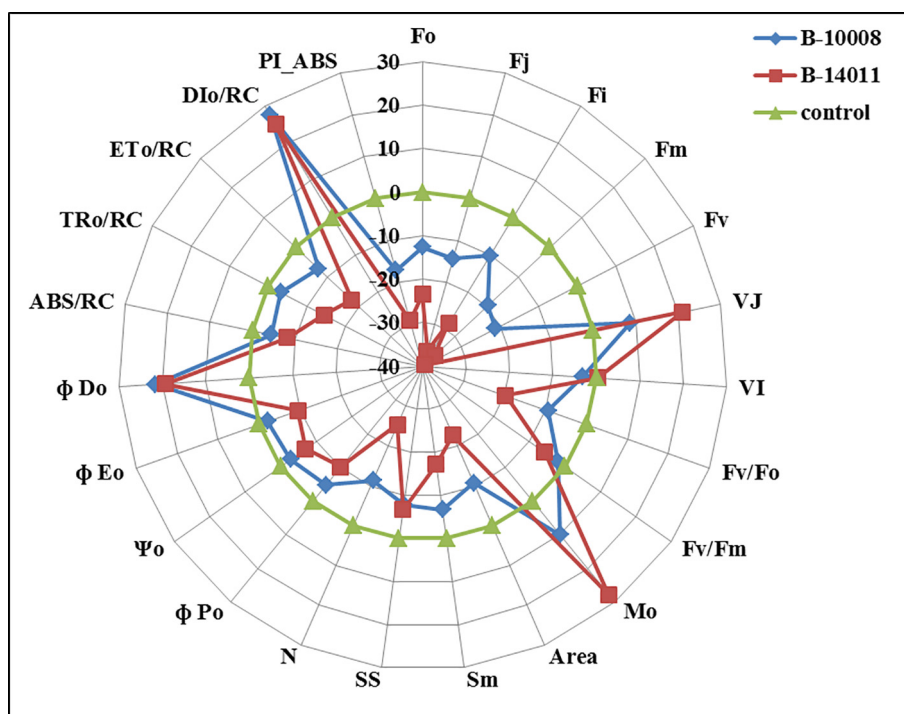 Fo
Fj
Fi
Fm
Fv
VJ
VI
Fv/Fo
Fv/Fm
Mo
Area
Sm
SS
N
ϕ Po
Ψo
ϕ Eo
ϕ Do
ABS/RC
TRo/RC
ETo/RC
DIo/RC
PI_ABS
30
20
10
0
-10
-20
-30
-40
B-10008
B-14011
control